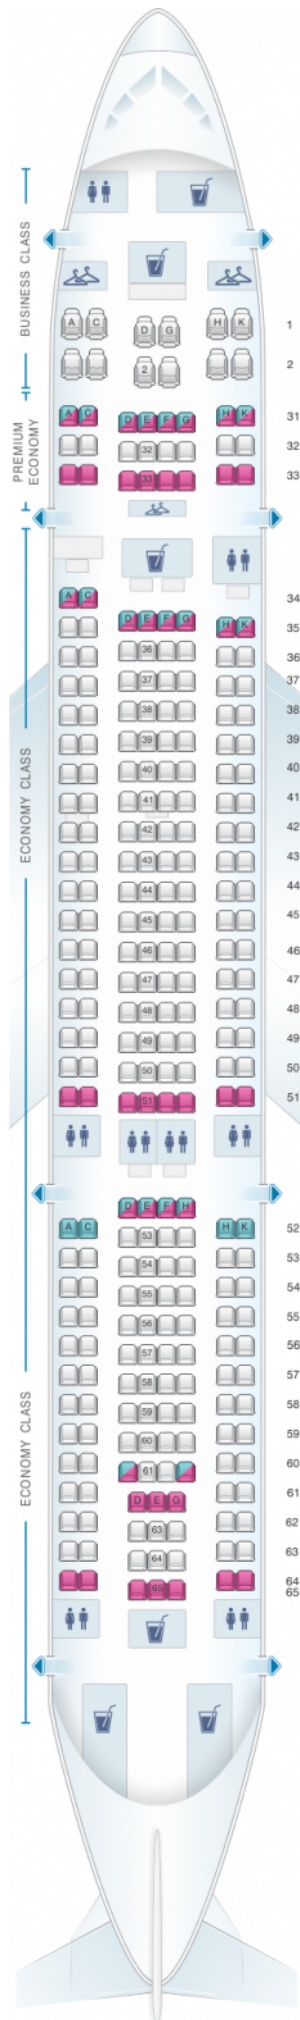 BUSINESS CLASS
A C D G H K 1
2 2
PREMIUM ECONOMY
A C D E F G H K 31
32 32
33 33
ECONOMY CLASS
A C 34
D E F G H K 35
36 36
37 37
38 38
39 39
40 40
41 41
42 42
43 43
44 44
45 45
46 46
47 47
48 48
49 49
50 50
51 51
D E F H
A C H K 52
53 53
54 54
55 55
56 56
57 57
ECONOMY CLASS
58 58
59 59
60 60
61 61
D E G 62
63 63
64 64
65 65